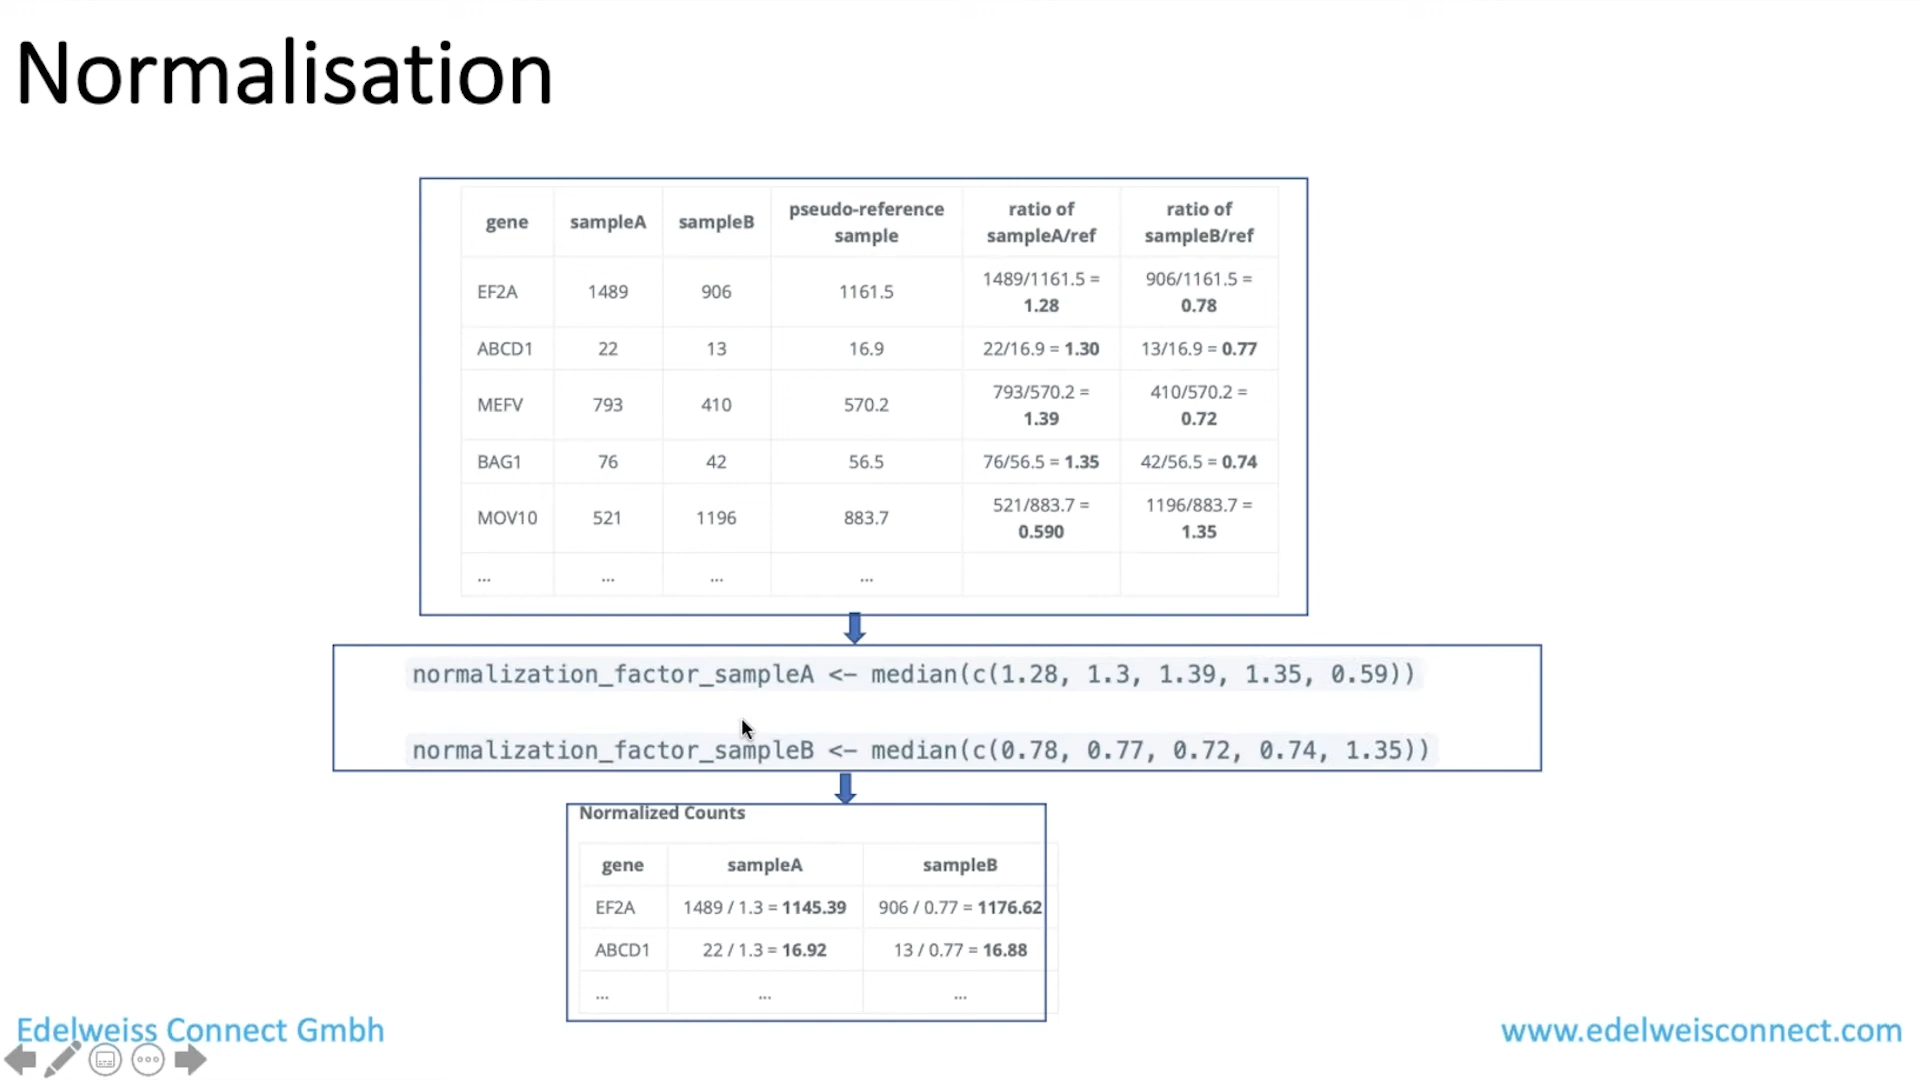 Normalisation
gene sampleA sampleB pseudo-reference sample ratio of sampleA/ref ratio of sampleB/ref
EF2A 1489 906 1161.5 1489/1161.5 = 1.28 906/1161.5 = 0.78
ABCD1 22 13 16.9 22/16.9 = 1.30 13/16.9 = 0.77
MEFV 793 410 570.2 793/570.2 = 1.39 410/570.2 = 0.72
BAG1 76 42 56.5 76/56.5 = 1.35 42/56.5 = 0.74
MOV10 521 1196 883.7 521/883.7 = 0.590 1196/883.7 = 1.35
... ... ... ...
normalization_factor_sampleA <- median(c(1.28, 1.3, 1.39, 1.35, 0.59))
normalization_factor_sampleB <- median(c(0.78, 0.77, 0.72, 0.74, 1.35))
Normalized Counts
gene sampleA sampleB
EF2A 1489 / 1.3 = 1145.39 906 / 0.77 = 1176.62
ABCD1 22 / 1.3 = 16.92 13 / 0.77 = 16.88
... ... ...
Edelweiss Connect Gmbh
www.edelweisconnect.com